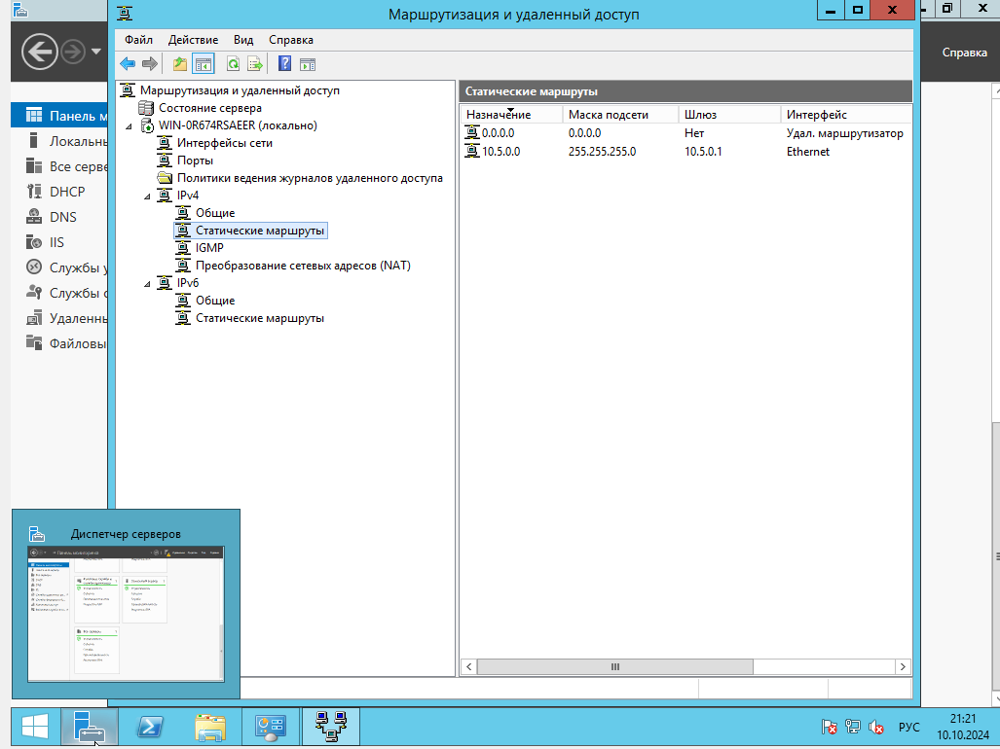 Маршрутизация и удаленный доступ
Файл Действие Вид Справка
Справка
Маршрутизация и удаленный доступ
Состояние сервера
WIN-0R674RSAEER (локально)
Интерфейсы сети
Порты
Политики ведения журналов удаленного доступа
IPv4
Общие
Статические маршруты
IGMP
Преобразование сетевых адресов (NAT)
IPv6
Общие
Статические маршруты
Статические маршруты
Назначение Маска подсети Шлюз Интерфейс
0.0.0.0 0.0.0.0 Нет Удал. маршрутизатор
10.5.0.0 255.255.255.0 10.5.0.1 Ethernet
Панель м
Локальн
Все серве
DHCP
DNS
IIS
Службы у
Службы
Удаленны
Файловы
Диспетчер серверов
РУС
21:21
10.10.2024